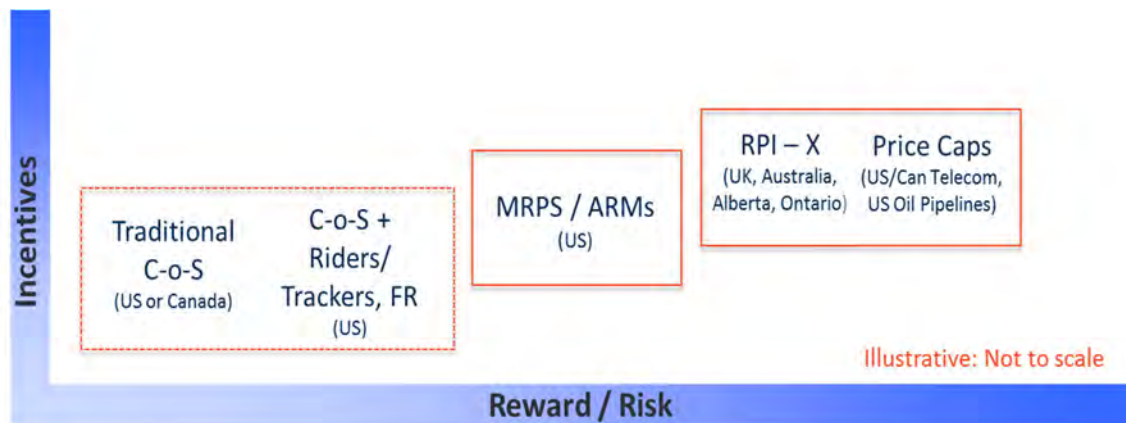 Incentives
Traditional
C-o-S
(US or Canada)
C-o-S +
Riders/
Trackers, FR
(US)
MRPS / ARMs
(US)
RPI – X
(UK, Australia,
Alberta, Ontario)
Price Caps
(US/Can Telecom,
US Oil Pipelines)
Illustrative: Not to scale
Reward / Risk